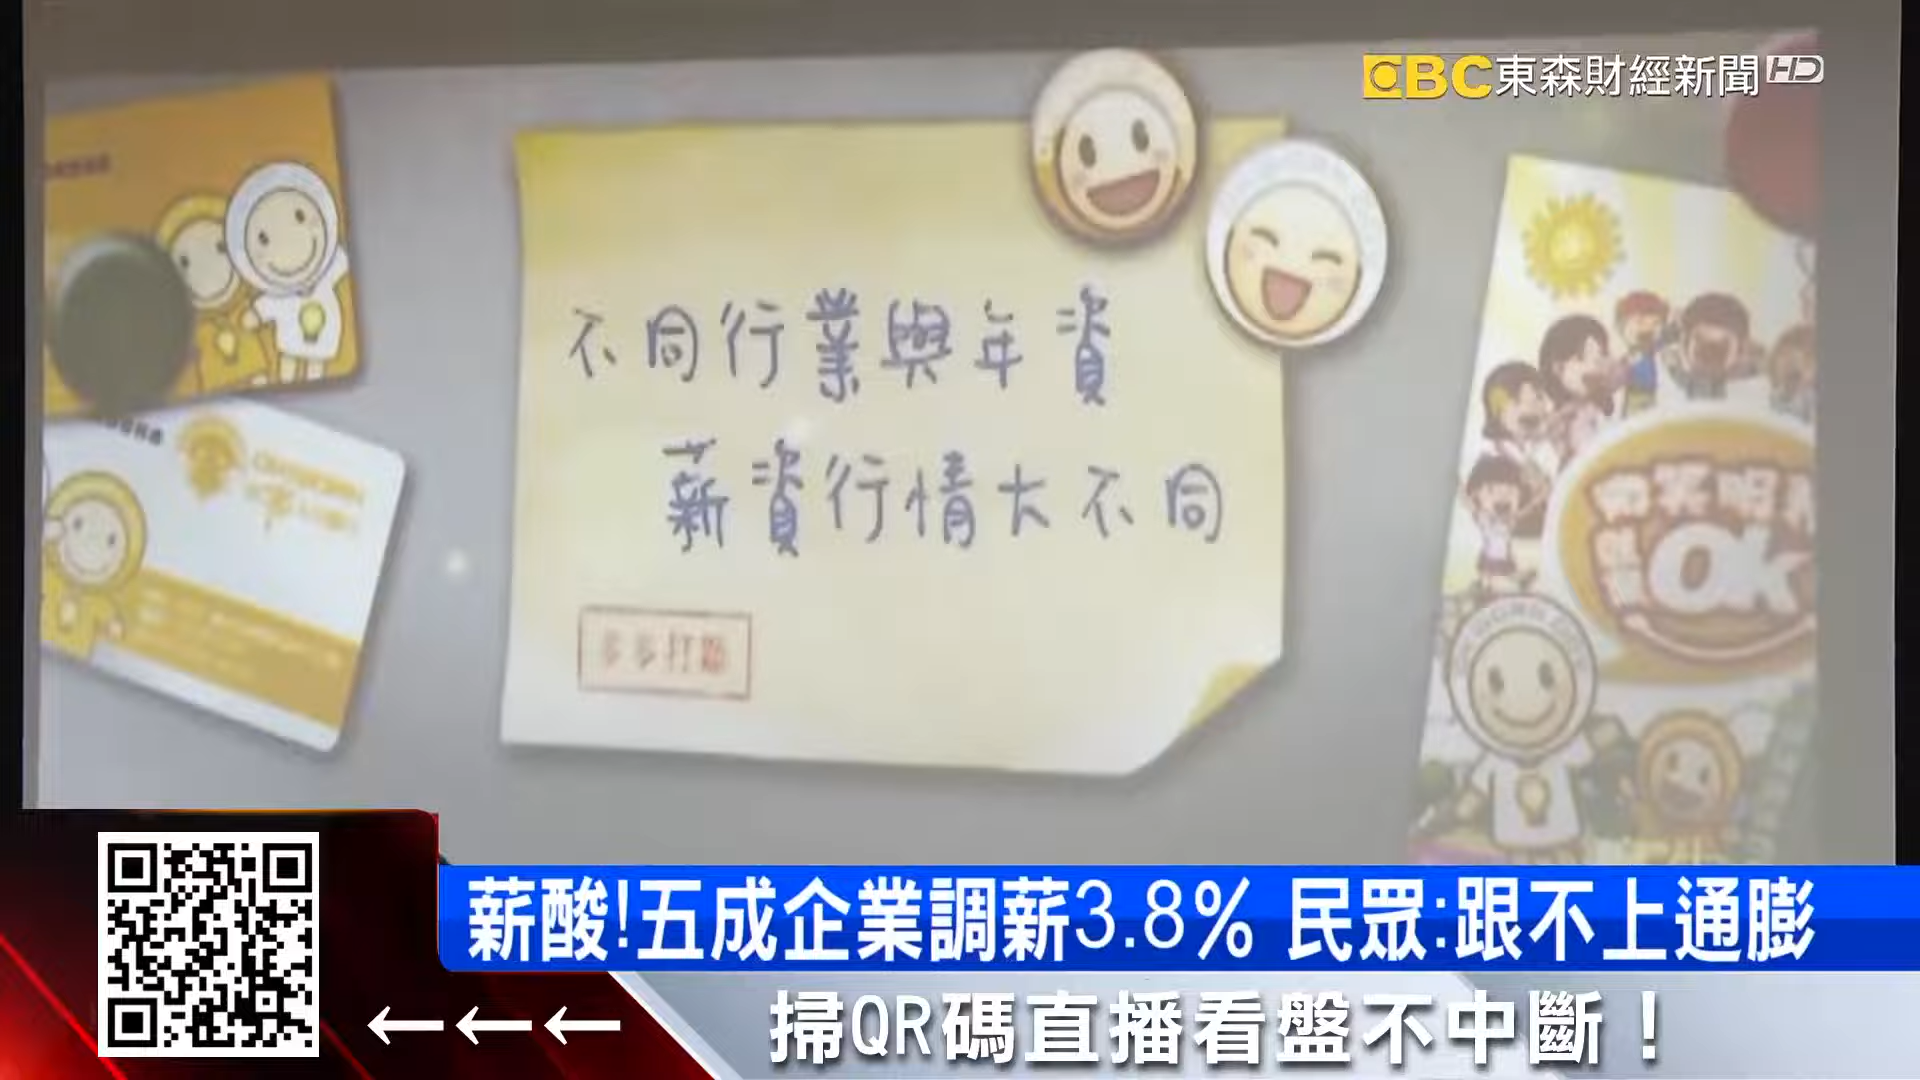 EBC東森財經新聞HD
不同行業與年資
薪資行情大不同
OK
薪酸!五成企業調薪3.8% 民眾:跟不上通膨
←←← 掃QR碼直播看盤不中斷！